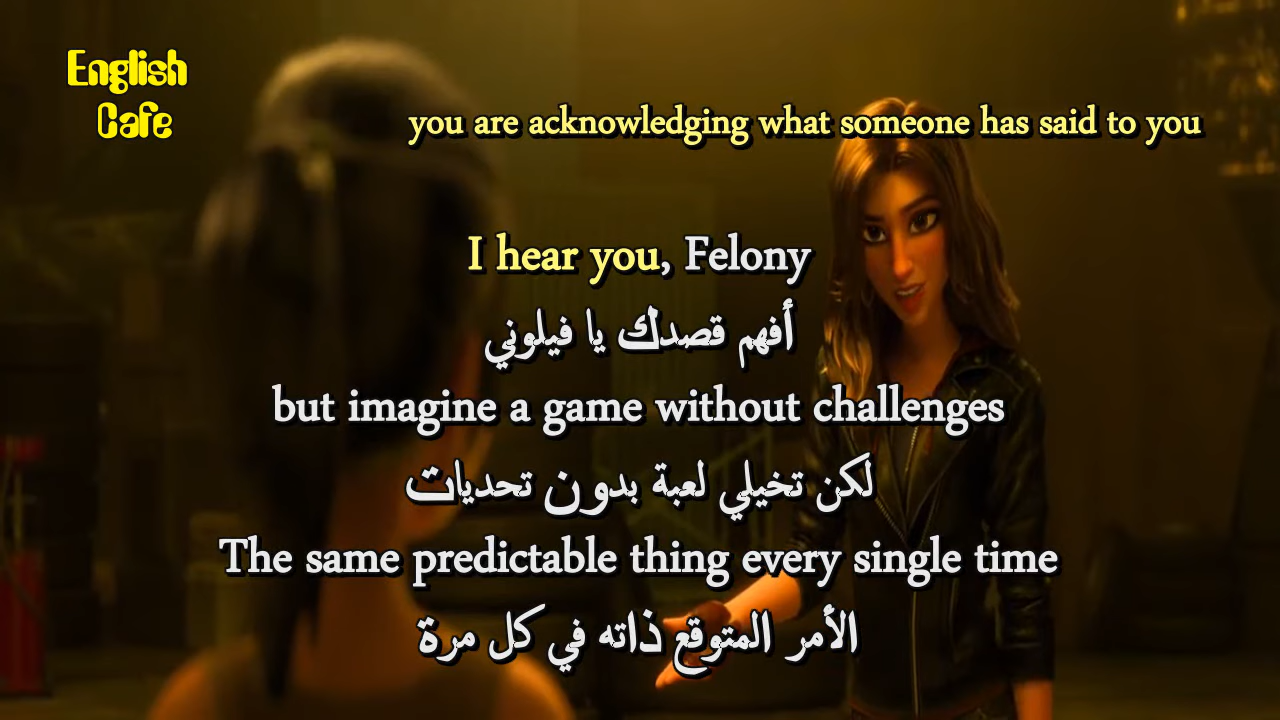 English
Cafe
you are acknowledging what someone has said to you
I hear you, Felony
أفهم قصدك يا فيلوني
but imagine a game without challenges
لكن تخيلي لعبة بدون تحديات
The same predictable thing every single time
الأمر المتوقع ذاته في كل مرة